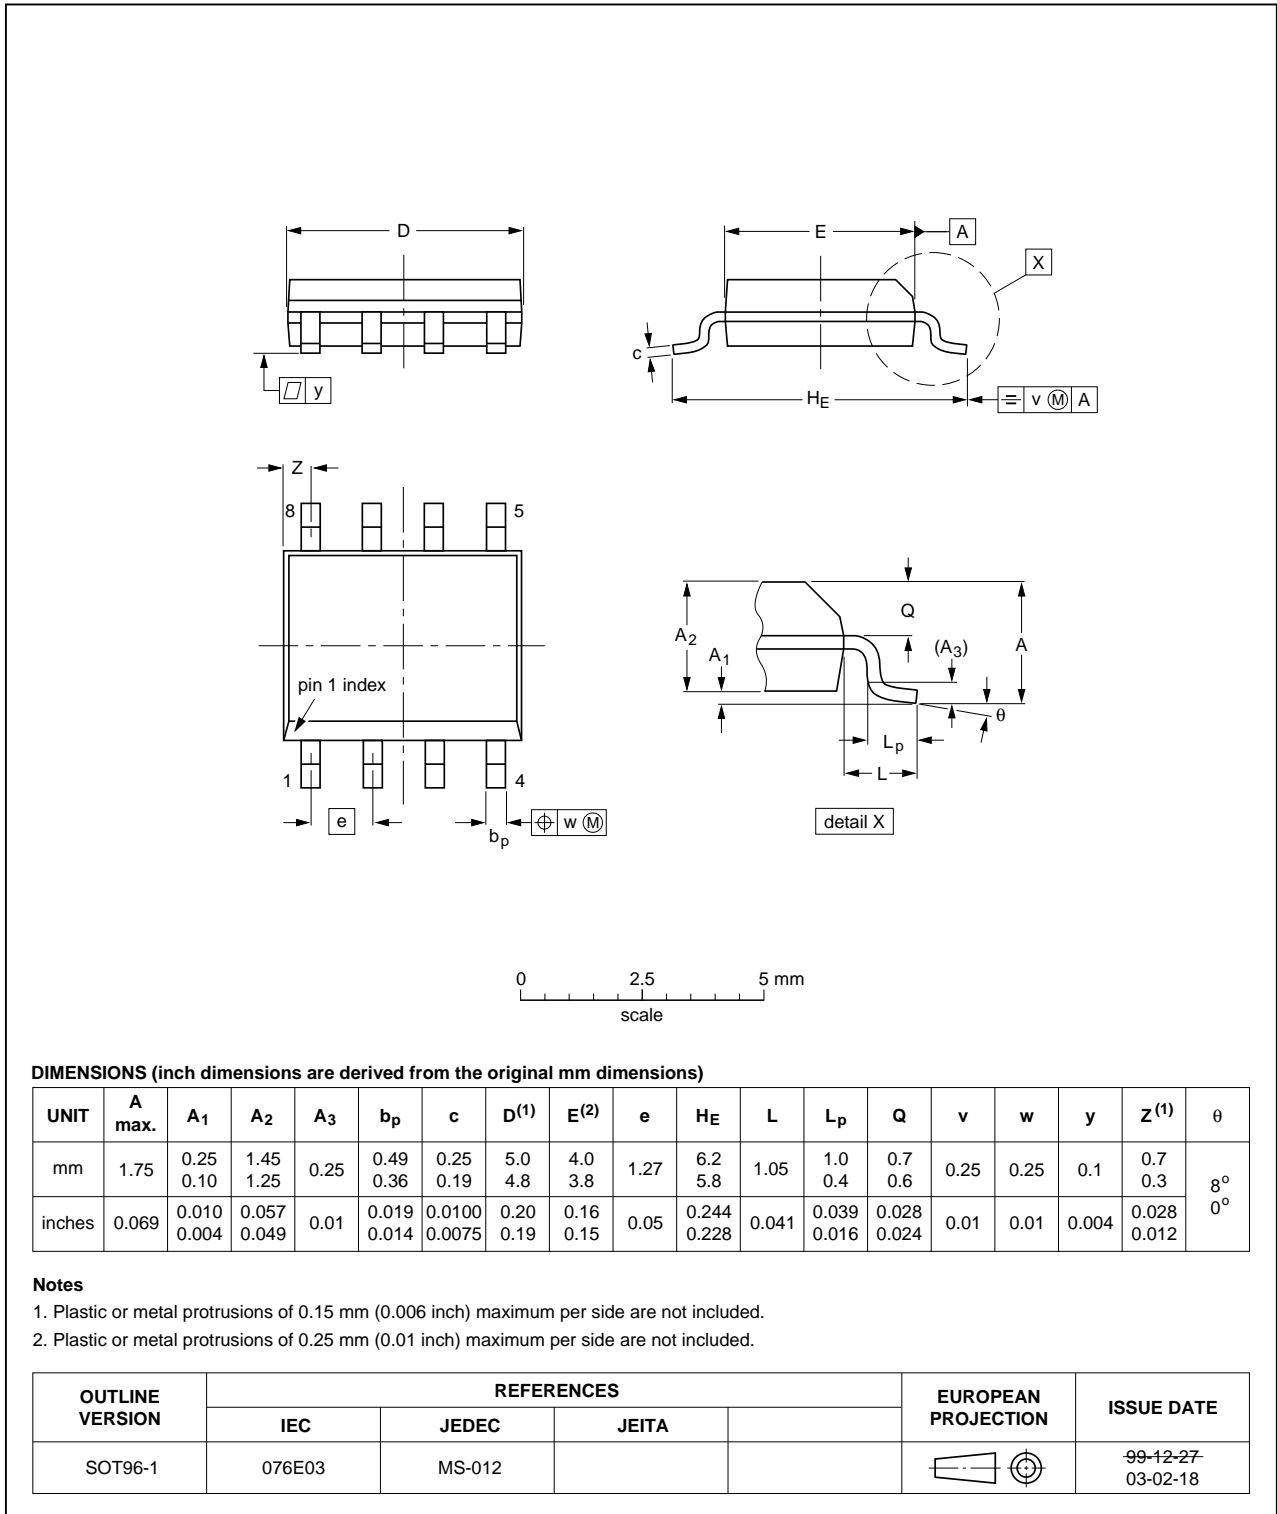 D
E
A
X
y
c
HE
v M A
Z
8
5
pin 1 index
1
4
e
bp
w M
A2
A1
Q
(A3)
A
θ
Lp
L
detail X
0 2.5 5 mm
scale
DIMENSIONS (inch dimensions are derived from the original mm dimensions)
UNIT A max. A1 A2 A3 bp c D(1) E(2) e HE L Lp Q v w y Z(1) θ
mm 1.75 0.25 0.10 1.45 1.25 0.25 0.49 0.36 0.25 0.19 5.0 4.8 4.0 3.8 1.27 6.2 5.8 1.05 1.0 0.4 0.7 0.6 0.25 0.25 0.1 0.7 0.3 8o 0o
inches 0.069 0.010 0.004 0.057 0.049 0.01 0.019 0.014 0.0100 0.0075 0.20 0.19 0.16 0.15 0.05 0.244 0.228 0.041 0.039 0.016 0.028 0.024 0.01 0.01 0.004 0.028 0.012
Notes
1. Plastic or metal protrusions of 0.15 mm (0.006 inch) maximum per side are not included.
2. Plastic or metal protrusions of 0.25 mm (0.01 inch) maximum per side are not included.
OUTLINE VERSION
REFERENCES
EUROPEAN PROJECTION
ISSUE DATE
IEC JEDEC JEITA
SOT96-1 076E03 MS-012
99-12-27
03-02-18